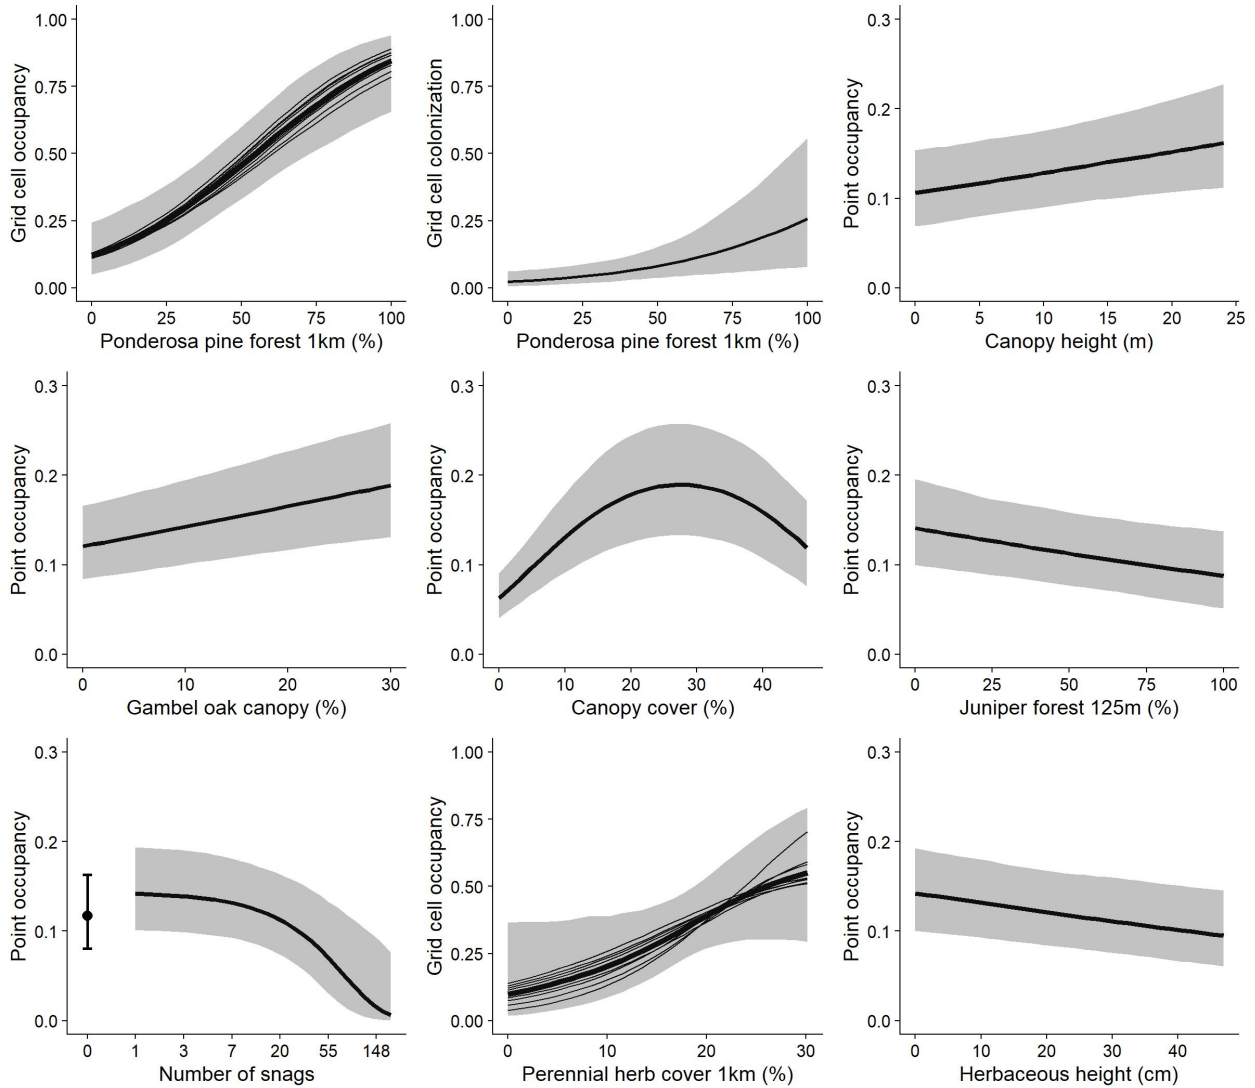 Grid cell occupancy
1.00
0.75
0.50
0.25
0.00
0 25 50 75 100
Ponderosa pine forest 1km (%)
Grid cell colonization
1.00
0.75
0.50
0.25
0.00
0 25 50 75 100
Ponderosa pine forest 1km (%)
Point occupancy
0.3
0.2
0.1
0.0
0 5 10 15 20 25
Canopy height (m)
Point occupancy
0.3
0.2
0.1
0.0
0 10 20 30
Gambel oak canopy (%)
Point occupancy
0.3
0.2
0.1
0.0
0 10 20 30 40
Canopy cover (%)
Point occupancy
0.3
0.2
0.1
0.0
0 25 50 75 100
Juniper forest 125m (%)
Point occupancy
0.3
0.2
0.1
0.0
0 1 3 7 20 55 148
Number of snags
Grid cell occupancy
1.00
0.75
0.50
0.25
0.00
0 10 20 30
Perennial herb cover 1km (%)
Point occupancy
0.3
0.2
0.1
0.0
0 10 20 30 40
Herbaceous height (cm)